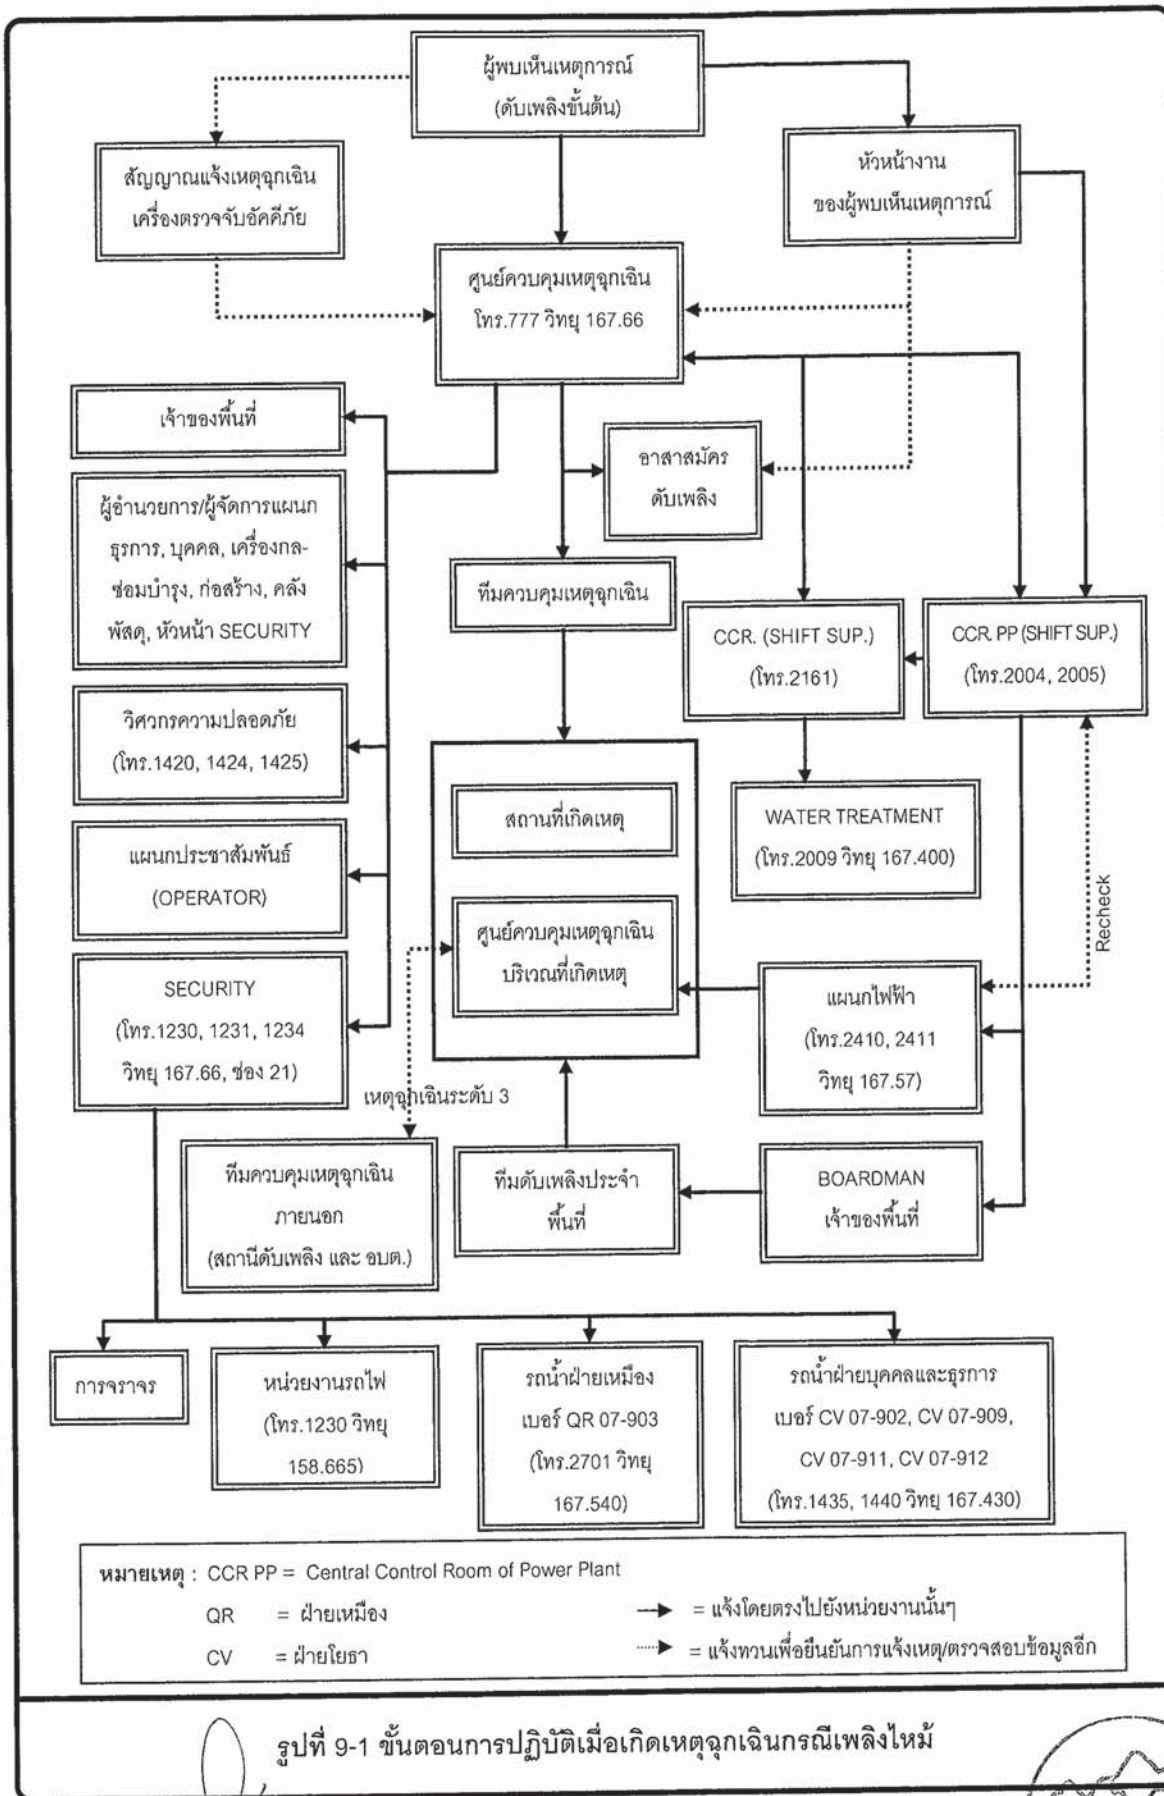 ผู้พบเห็นเหตุการณ์
(ดับเพลิงขั้นต้น)
สัญญาณแจ้งเหตุฉุกเฉิน
เครื่องตรวจจับอัคคีภัย
หัวหน้างาน
ของผู้พบเห็นเหตุการณ์
ศูนย์ควบคุมเหตุฉุกเฉิน
โทร.777 วิทยุ 167.66
เจ้าของพื้นที่
อาสาสมัคร
ดับเพลิง
ผู้อำนวยการ/ผู้จัดการแผนก
ธุรการ, บุคคล, เครื่องกล-
ซ่อมบำรุง, ก่อสร้าง, คลัง
พัสดุ, หัวหน้า SECURITY
ทีมควบคุมเหตุฉุกเฉิน
CCR. (SHIFT SUP.)
(โทร.2161)
CCR. PP (SHIFT SUP.)
(โทร.2004, 2005)
วิศวกรความปลอดภัย
(โทร.1420, 1424, 1425)
สถานที่เกิดเหตุ
WATER TREATMENT
(โทร.2009 วิทยุ 167.400)
แผนกประชาสัมพันธ์
(OPERATOR)
ศูนย์ควบคุมเหตุฉุกเฉิน
บริเวณที่เกิดเหตุ
Recheck
SECURITY
(โทร.1230, 1231, 1234
วิทยุ 167.66, ช่อง 21)
แผนกไฟฟ้า
(โทร.2410, 2411
วิทยุ 167.57)
เหตุฉุกเฉินระดับ 3
ทีมควบคุมเหตุฉุกเฉิน
ภายนอก
(สถานีดับเพลิง และ อบต.)
ทีมดับเพลิงประจำ
พื้นที่
BOARDMAN
เจ้าของพื้นที่
การจราจร
หน่วยงานรถไฟ
(โทร.1230 วิทยุ
158.665)
รถน้ำฝ่ายเหมือง
เบอร์ QR 07-903
(โทร.2701 วิทยุ
167.540)
รถน้ำฝ่ายบุคคลและธุรการ
เบอร์ CV 07-902, CV 07-909,
CV 07-911, CV 07-912
(โทร.1435, 1440 วิทยุ 167.430)
หมายเหตุ : CCR PP = Central Control Room of Power Plant
QR = ฝ่ายเหมือง
= แจ้งโดยตรงไปยังหน่วยงานนั้นๆ
CV = ฝ่ายโยธา
= แจ้งทวนเพื่อยืนยันการแจ้งเหตุ/ตรวจสอบข้อมูลอีก
รูปที่ 9-1 ขั้นตอนการปฏิบัติเมื่อเกิดเหตุฉุกเฉินกรณีเพลิงไหม้